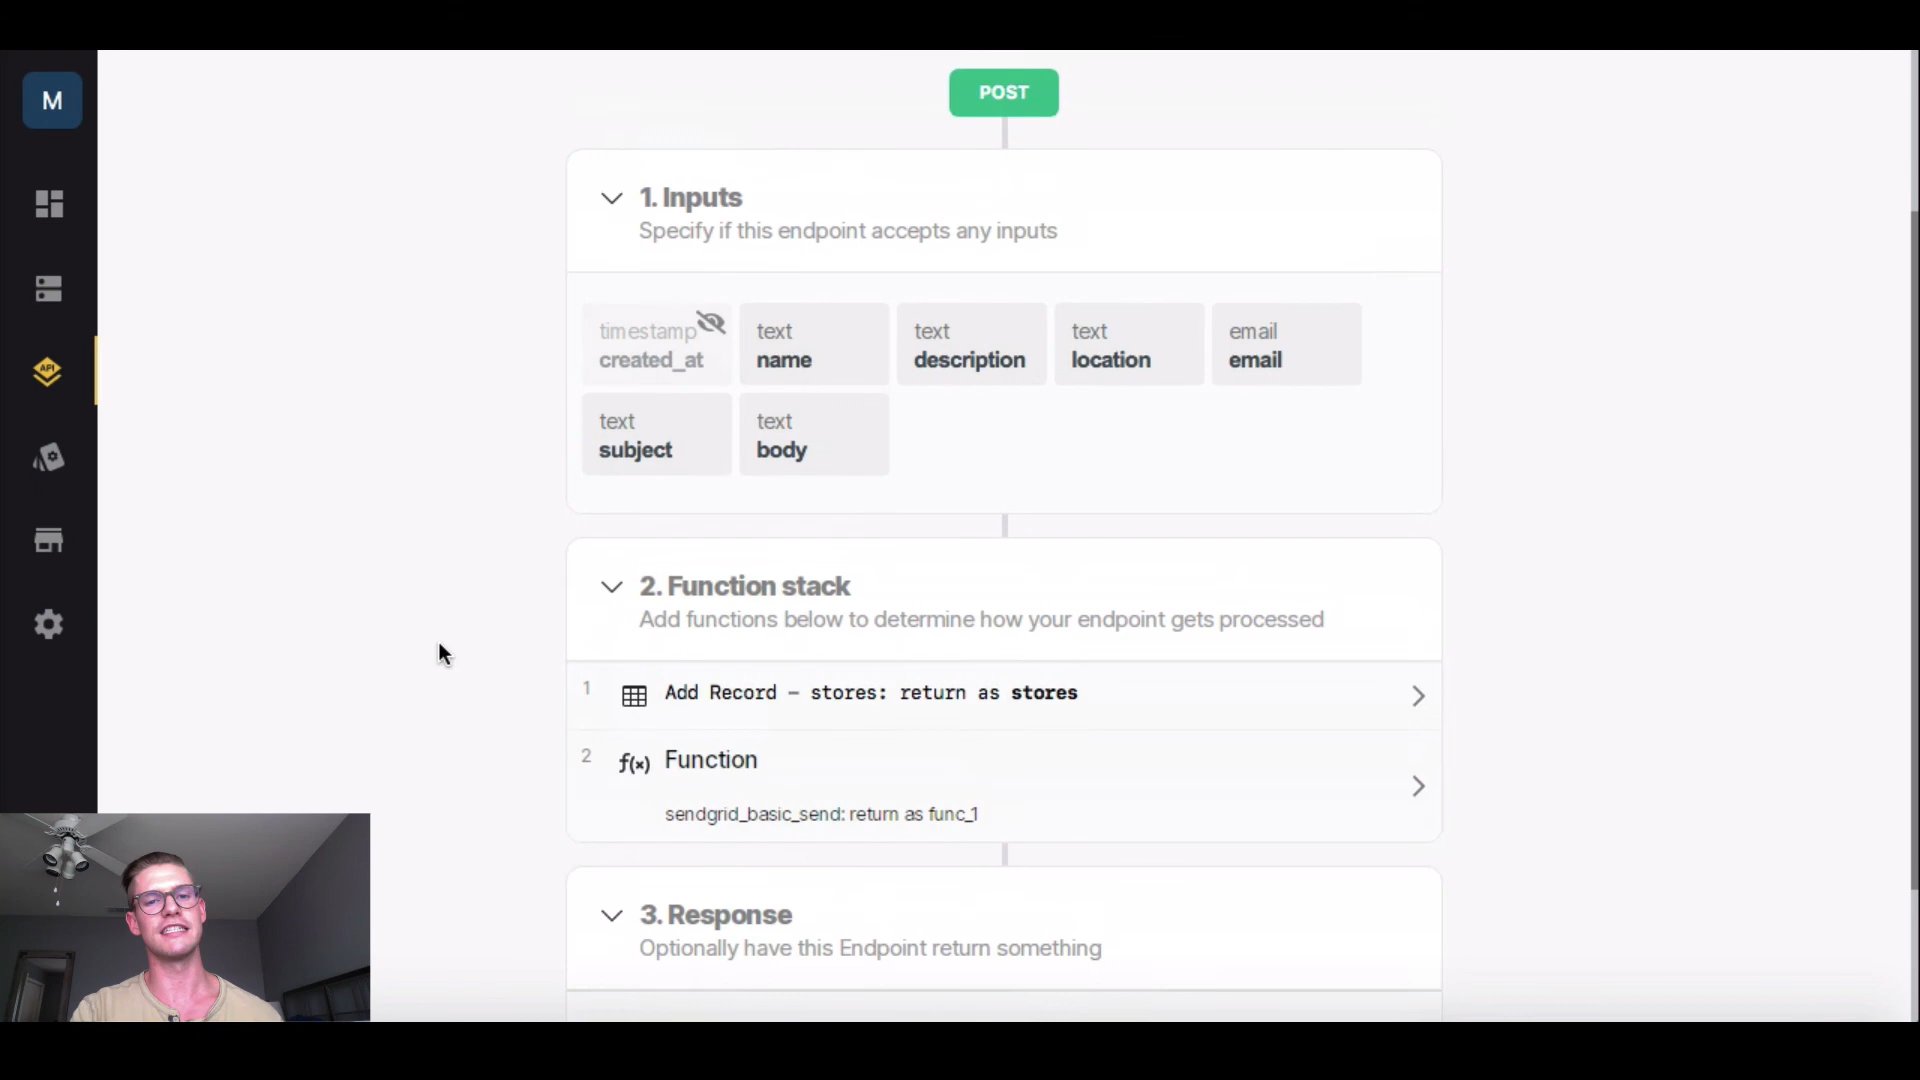 M
POST
1. Inputs
Specify if this endpoint accepts any inputs
timestamp
created_at
text
name
text
description
text
location
email
email
text
subject
text
body
API
2. Function stack
Add functions below to determine how your endpoint gets processed
1
Add Record – stores: return as stores
2
f(x) Function
sendgrid_basic_send: return as func_1
3. Response
Optionally have this Endpoint return something